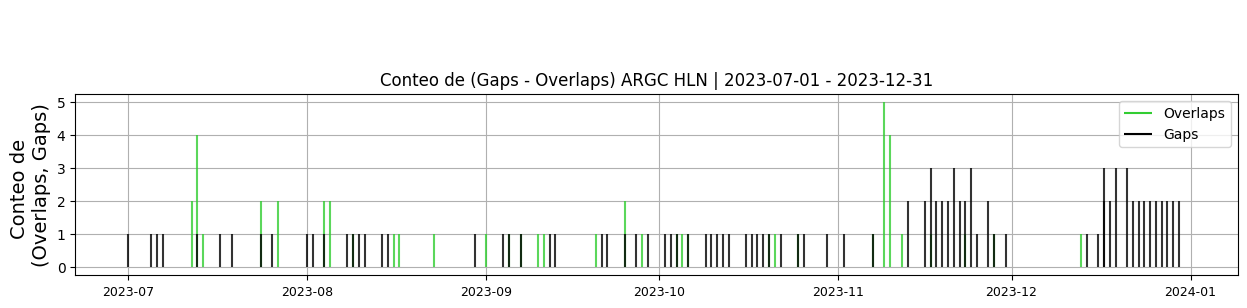 Conteo de (Gaps - Overlaps) ARGC HLN | 2023-07-01 - 2023-12-31
Conteo de
(Overlaps, Gaps)
5
4
3
2
1
0
Overlaps
Gaps
2023-07
2023-08
2023-09
2023-10
2023-11
2023-12
2024-01